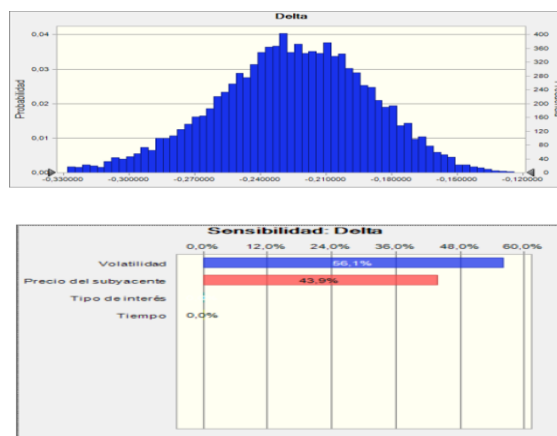 Delta
0,04
400
360
320
0,03
280
240
0,02
200
160
0,01
120
80
40
0,00
0
Probabilidad
-0,330000 -0,300000 -0,270000 -0,240000 -0,210000 -0,180000 -0,150000 -0,120000
Sensibilidad: Delta
0,0% 12,0% 24,0% 36,0% 48,0% 60,0%
Volatilidad 56,1%
Precio del subyacente 43,9%
Tipo de interés
Tiempo 0,0%